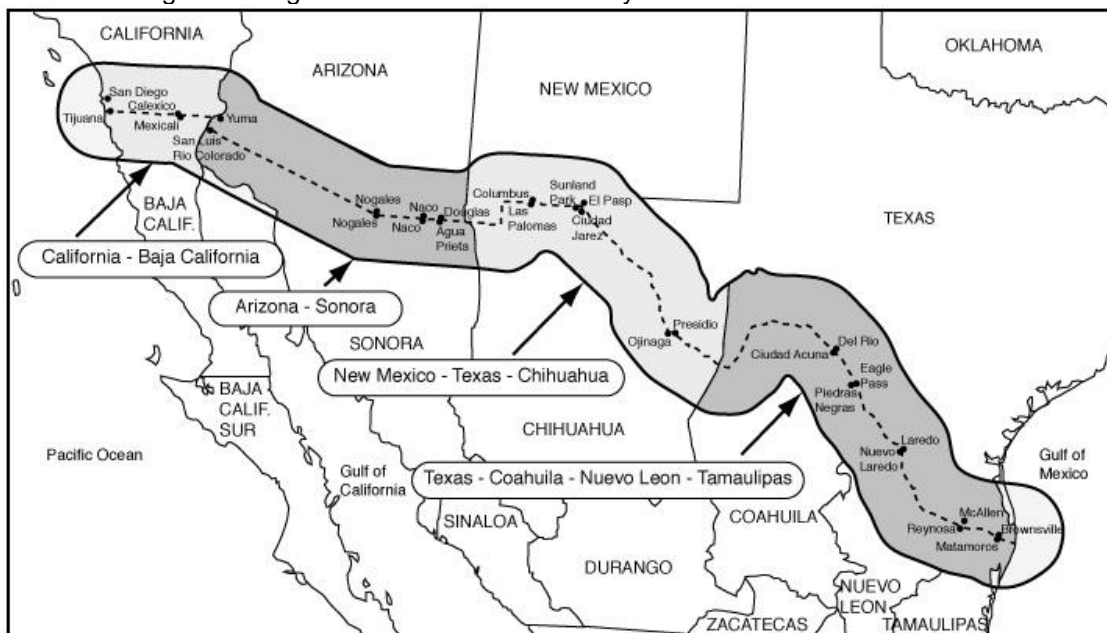 CALIFORNIA
ARIZONA
NEW MEXICO
OKLAHOMA
TEXAS
San Diego
Calexico
Tijuana
Mexicali
Yuma
San Luis
Rio Colorado
Nogales
Nogales
Naco
Naco
Douglas
Agua
Prieta
Columbus
Las
Palomas
Sunland
Park
El Pasp
Ciudad
Jarez
BAJA
CALIF.
California - Baja California
Arizona - Sonora
SONORA
Ojinaga
Presidio
New Mexico - Texas - Chihuahua
Ciudad Acuna
Del Rio
Eagle
Pass
Piedras
Negras
BAJA
CALIF.
SUR
CHIHUAHUA
Pacific Ocean
Gulf of
California
Texas - Coahuila - Nuevo Leon - Tamaulipas
Laredo
Nuevo
Laredo
Gulf of
Mexico
SINALOA
COAHUILA
McAllen
Reynosa
Brownsville
Matamoros
DURANGO
NUEVO
LEON
ZACATECAS
TAMAULIPAS